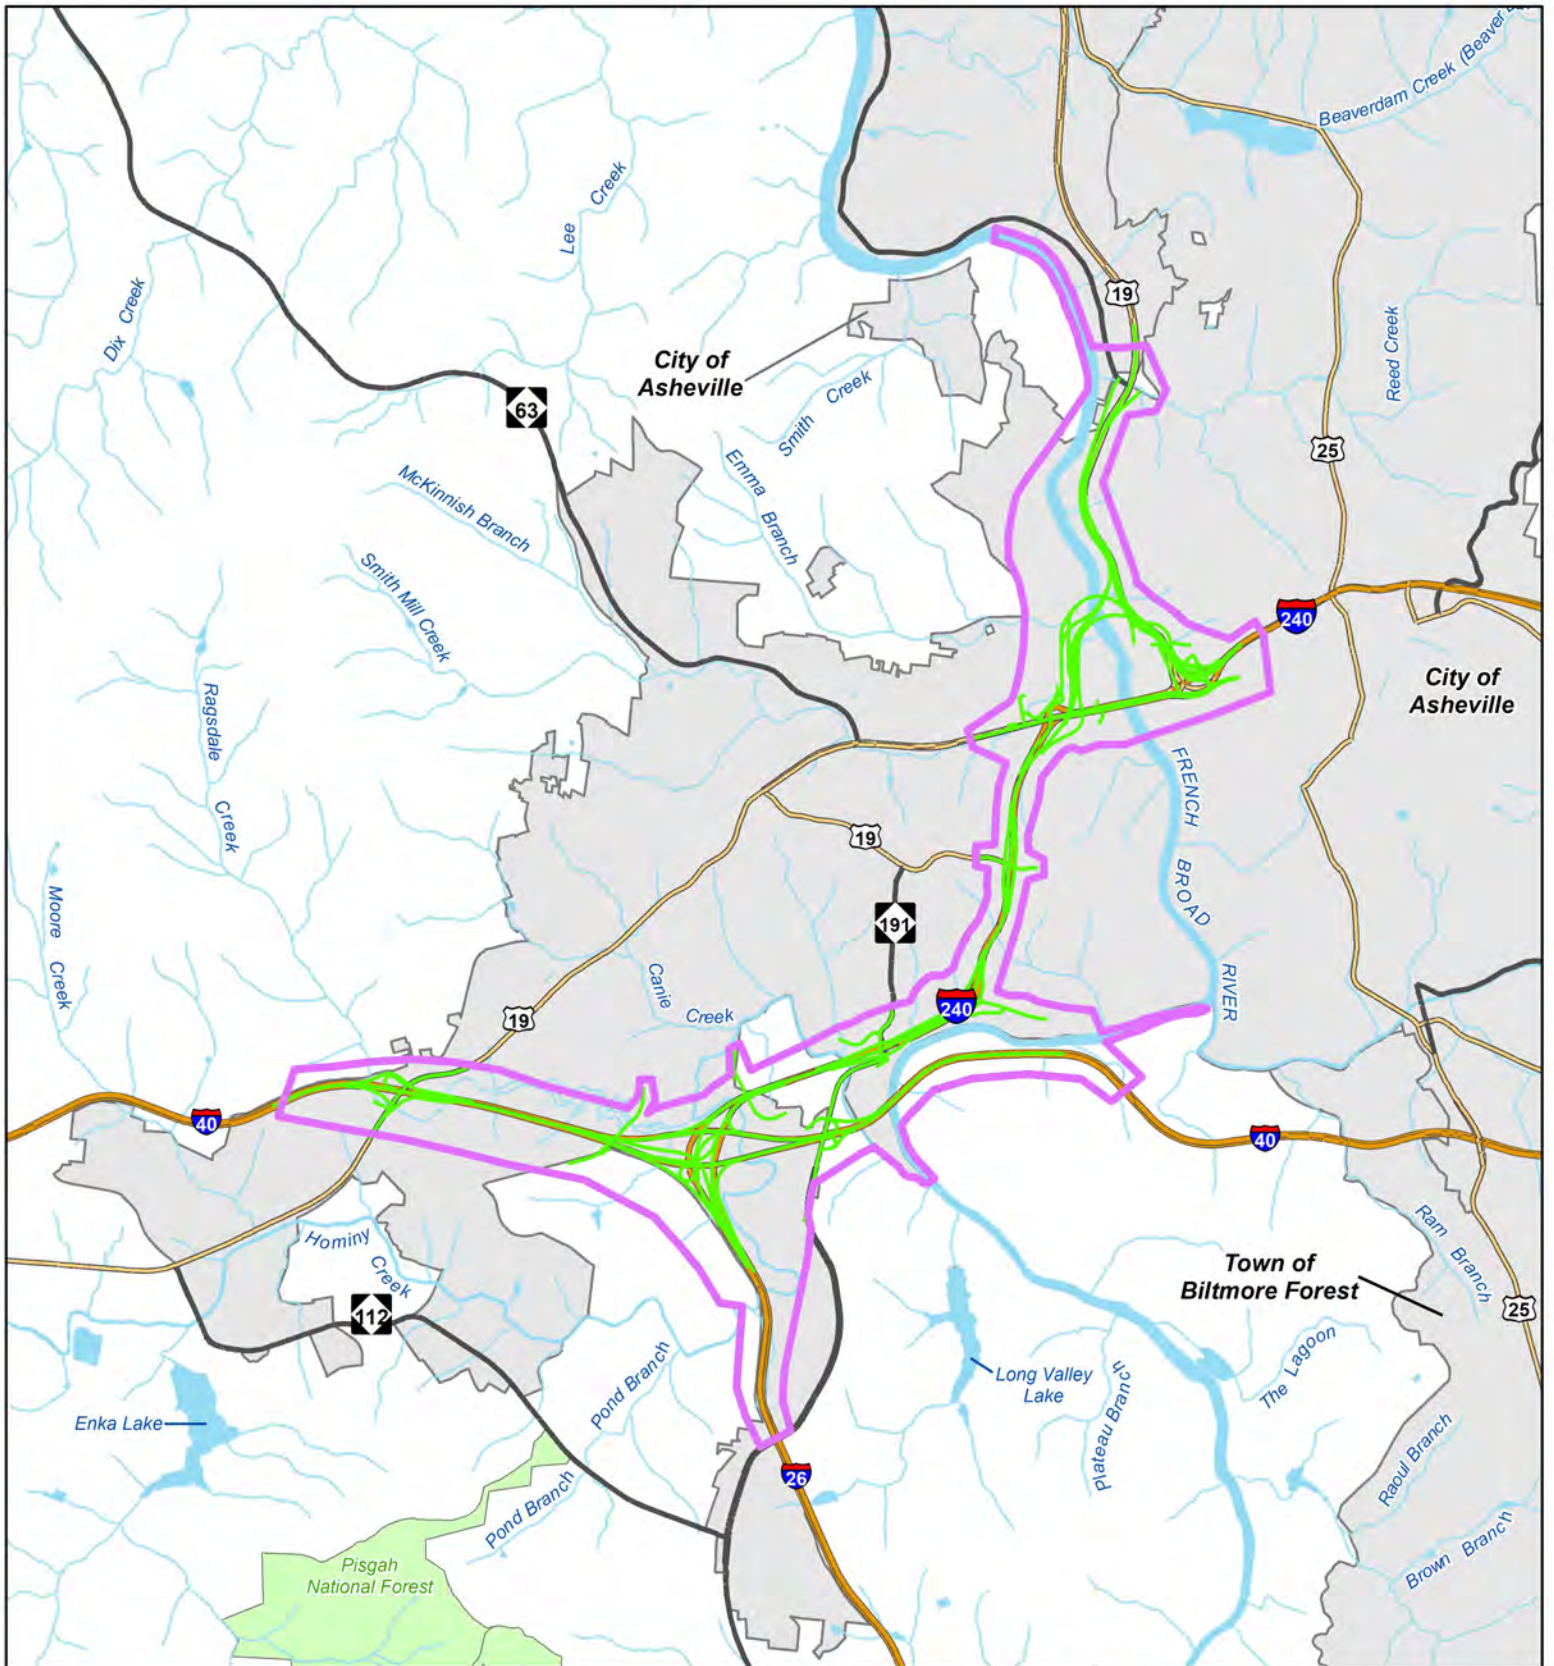 Beaverdam Creek (Beaver
Lee Creek
Dix Creek
19
City of
Asheville
Smith Creek
Reed Creek
63
25
Emma Branch
McKinnish Branch
Smith Mill Creek
240
City of
Asheville
Ragsdale Creek
FRENCH BROAD RIVER
19
Moore Creek
191
Canie Creek
240
19
40
40
Hominy Creek
Ram Branch
Town of
Biltmore Forest
112
25
The Lagoon
Pond Branch
Long Valley
Lake
Plateau Branch
Enka Lake
Raoul Branch
26
Pond Branch
Brown Branch
Pisgah
National Forest